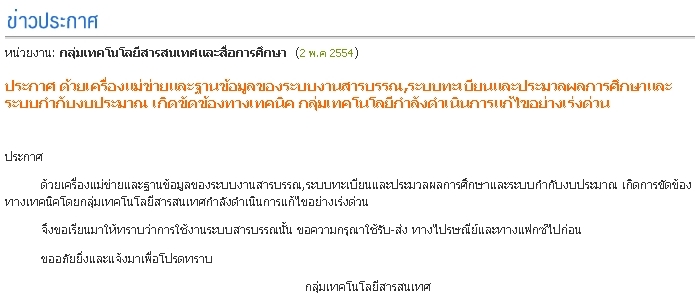 ข่าวประกาศ
หน่วยงาน: กลุ่มเทคโนโลยีสารสนเทศและสื่อการศึกษา (2 พ.ค 2554)
ประกาศ ด้วยเครื่องแม่ข่ายและฐานข้อมูลของระบบงานสารบรรณ,ระบบทะเบียนและประมาลผลการศึกษาและ
ระบบกำกับงบประมาณ เกิดขัดข้องทางเทคนิค กลุ่มเทคโนโลยีกำลังดำเนินการแก้ไขอย่างเร่งด่วน
ประกาศ
ด้วยเครื่องแม่ข่ายและฐานข้อมูลของระบบงานสารบรรณ,ระบบทะเบียนและประมวลผลการศึกษาและระบบกำกับงบประมาณ เกิดการขัดข้อง
ทางเทคนิคโดยกลุ่มเทคโนโลยีสารสนเทศกำลังดำเนินการแก้ไขอย่างเร่งด่วน
จึงขอเรียนมาให้ทราบว่าการใช้งานระบบสารบรรณนั้น ขอความกรุณาใช้รับ-ส่ง ทางไปรษณีย์และทางแฟกซ์ไปก่อน
ขออภัยยิ่งและแจ้งมาเพื่อโปรดทราบ
กลุ่มเทคโนโลยีสารสนเทศ